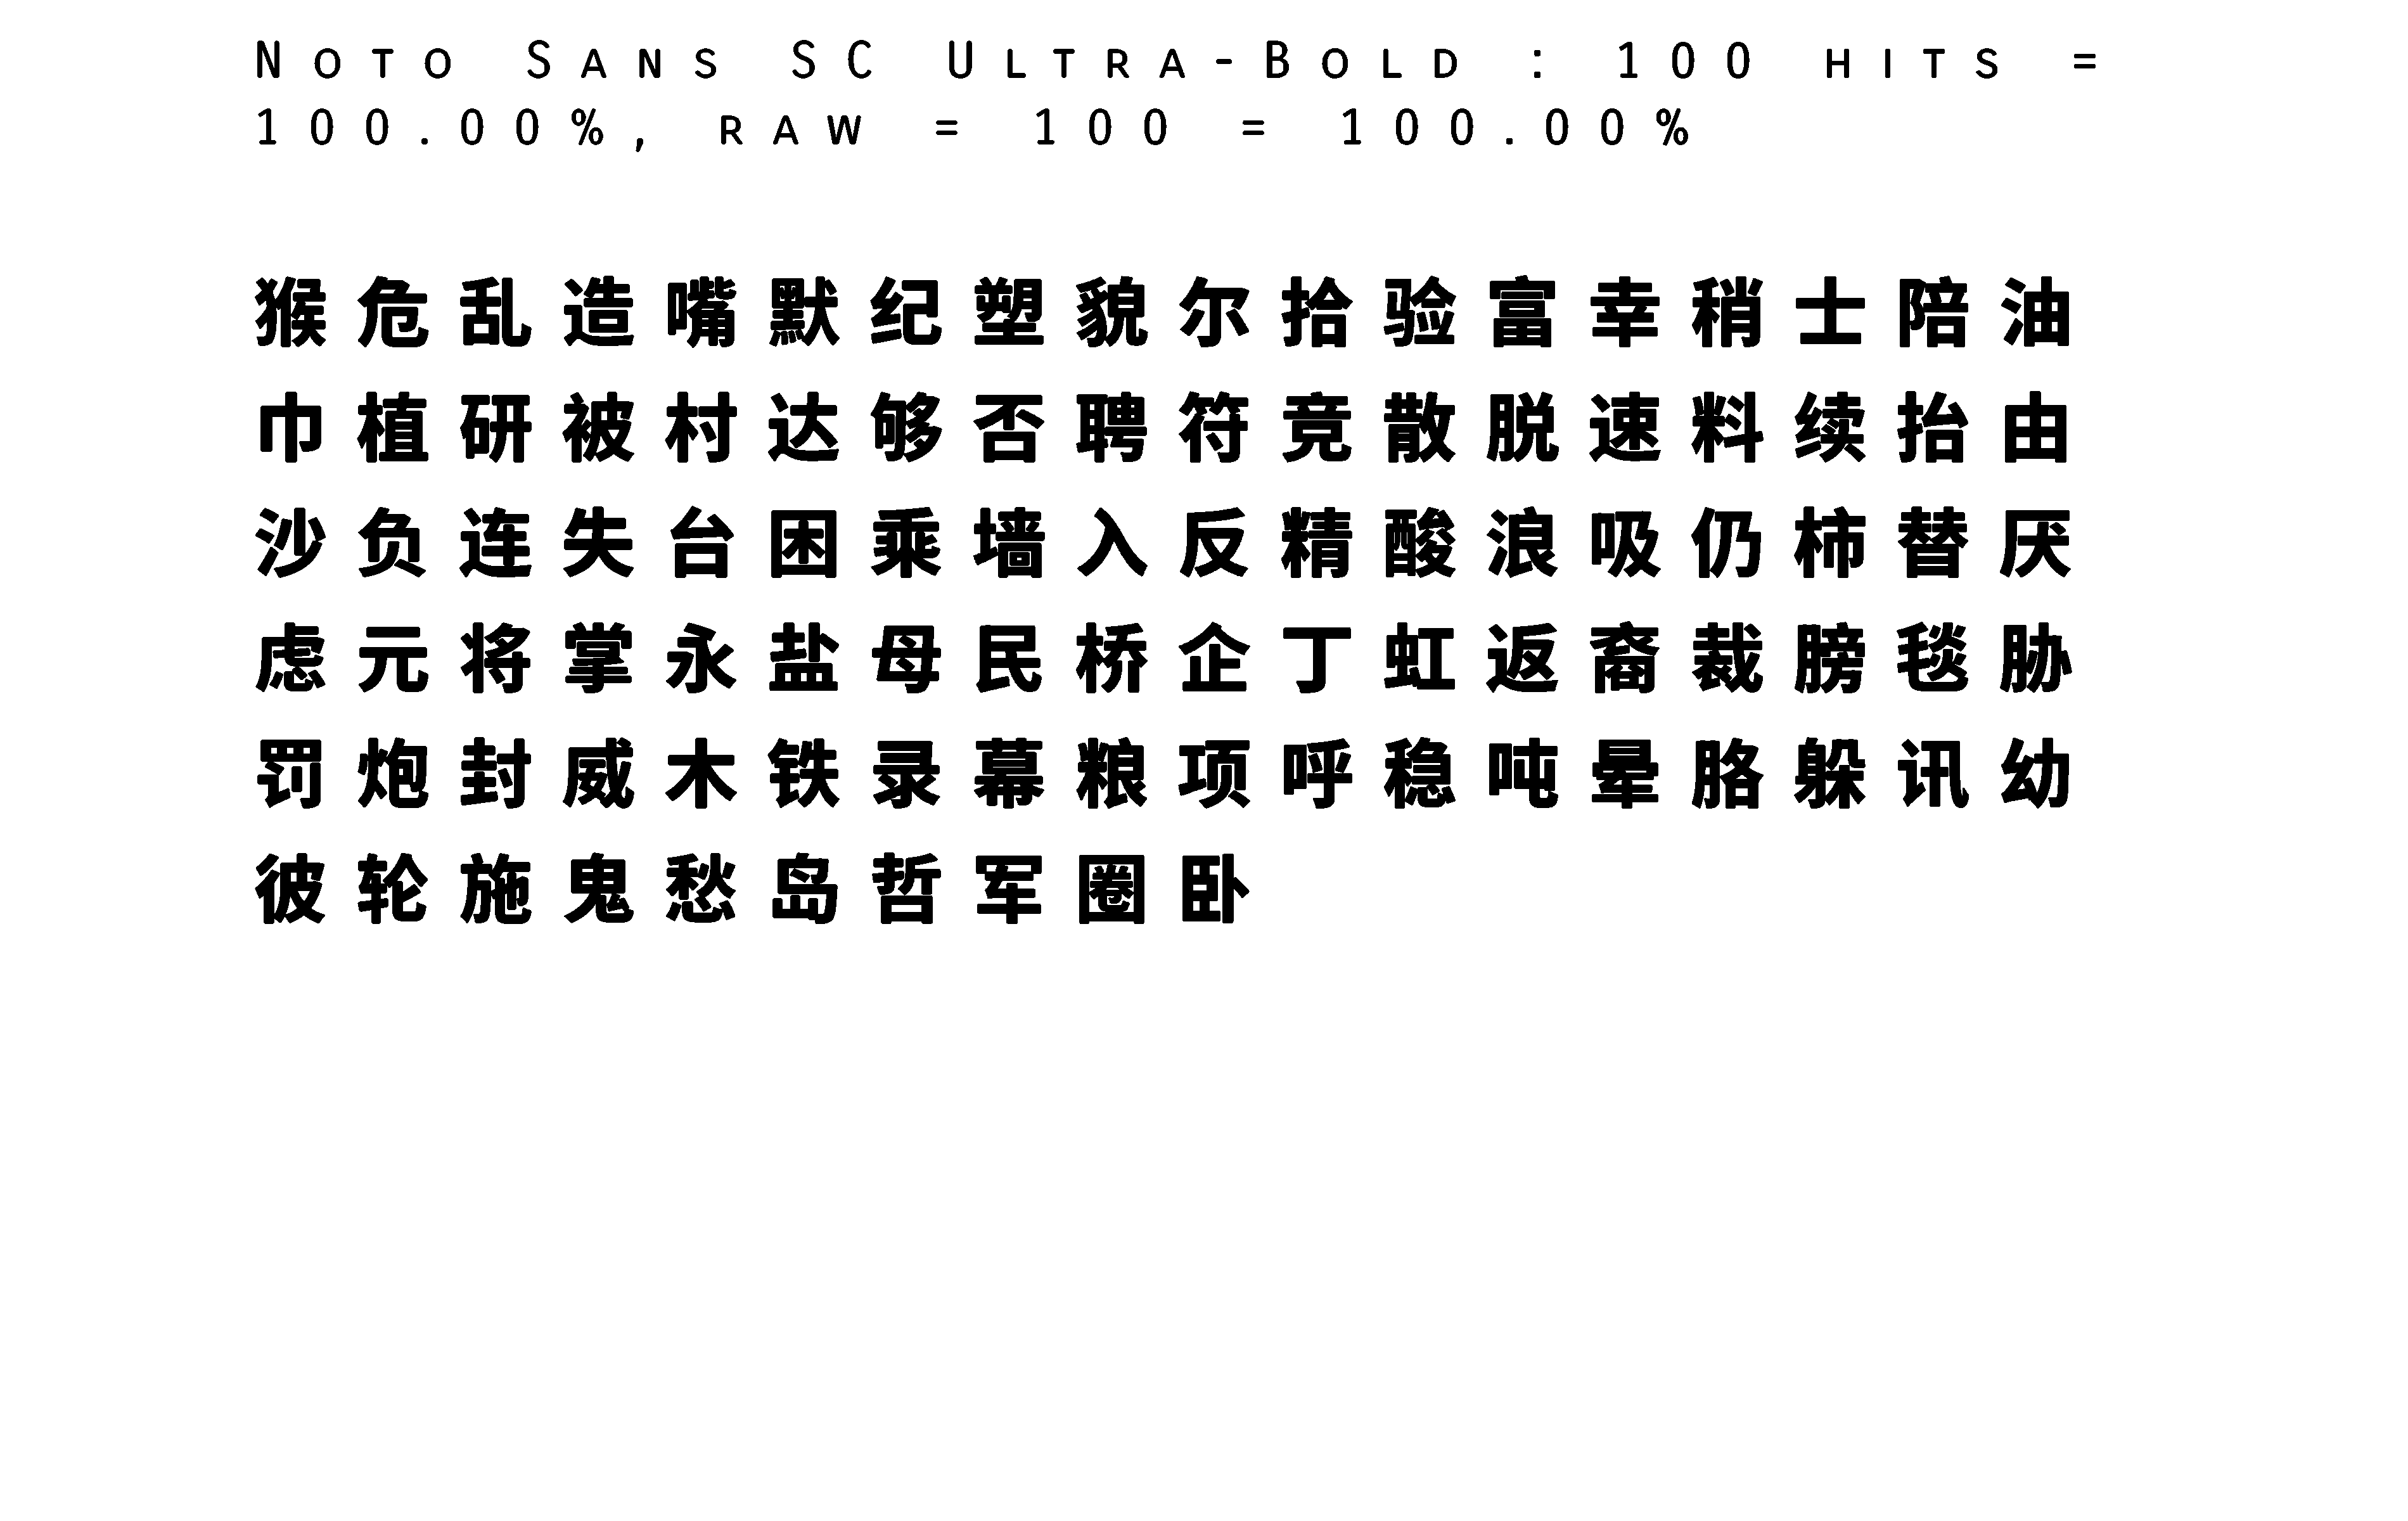 Noto Sans SC Ultra-Bold : 100 hits =
100.00%, raw = 100 = 100.00%
猴危乱造嘴默纪塑貌尔拾验富幸稍士陪油
巾植研被村达够否聘符竞散脱速料续抬由
沙负连失台困乘墙入反精酸浪吸仍柿替厌
虑元将掌永盐母民桥企丁虹返裔裁膀毯胁
罚炮封威木铁录幕粮项呼稳吨晕胳躲讯幼
彼轮施鬼愁岛哲军圈卧